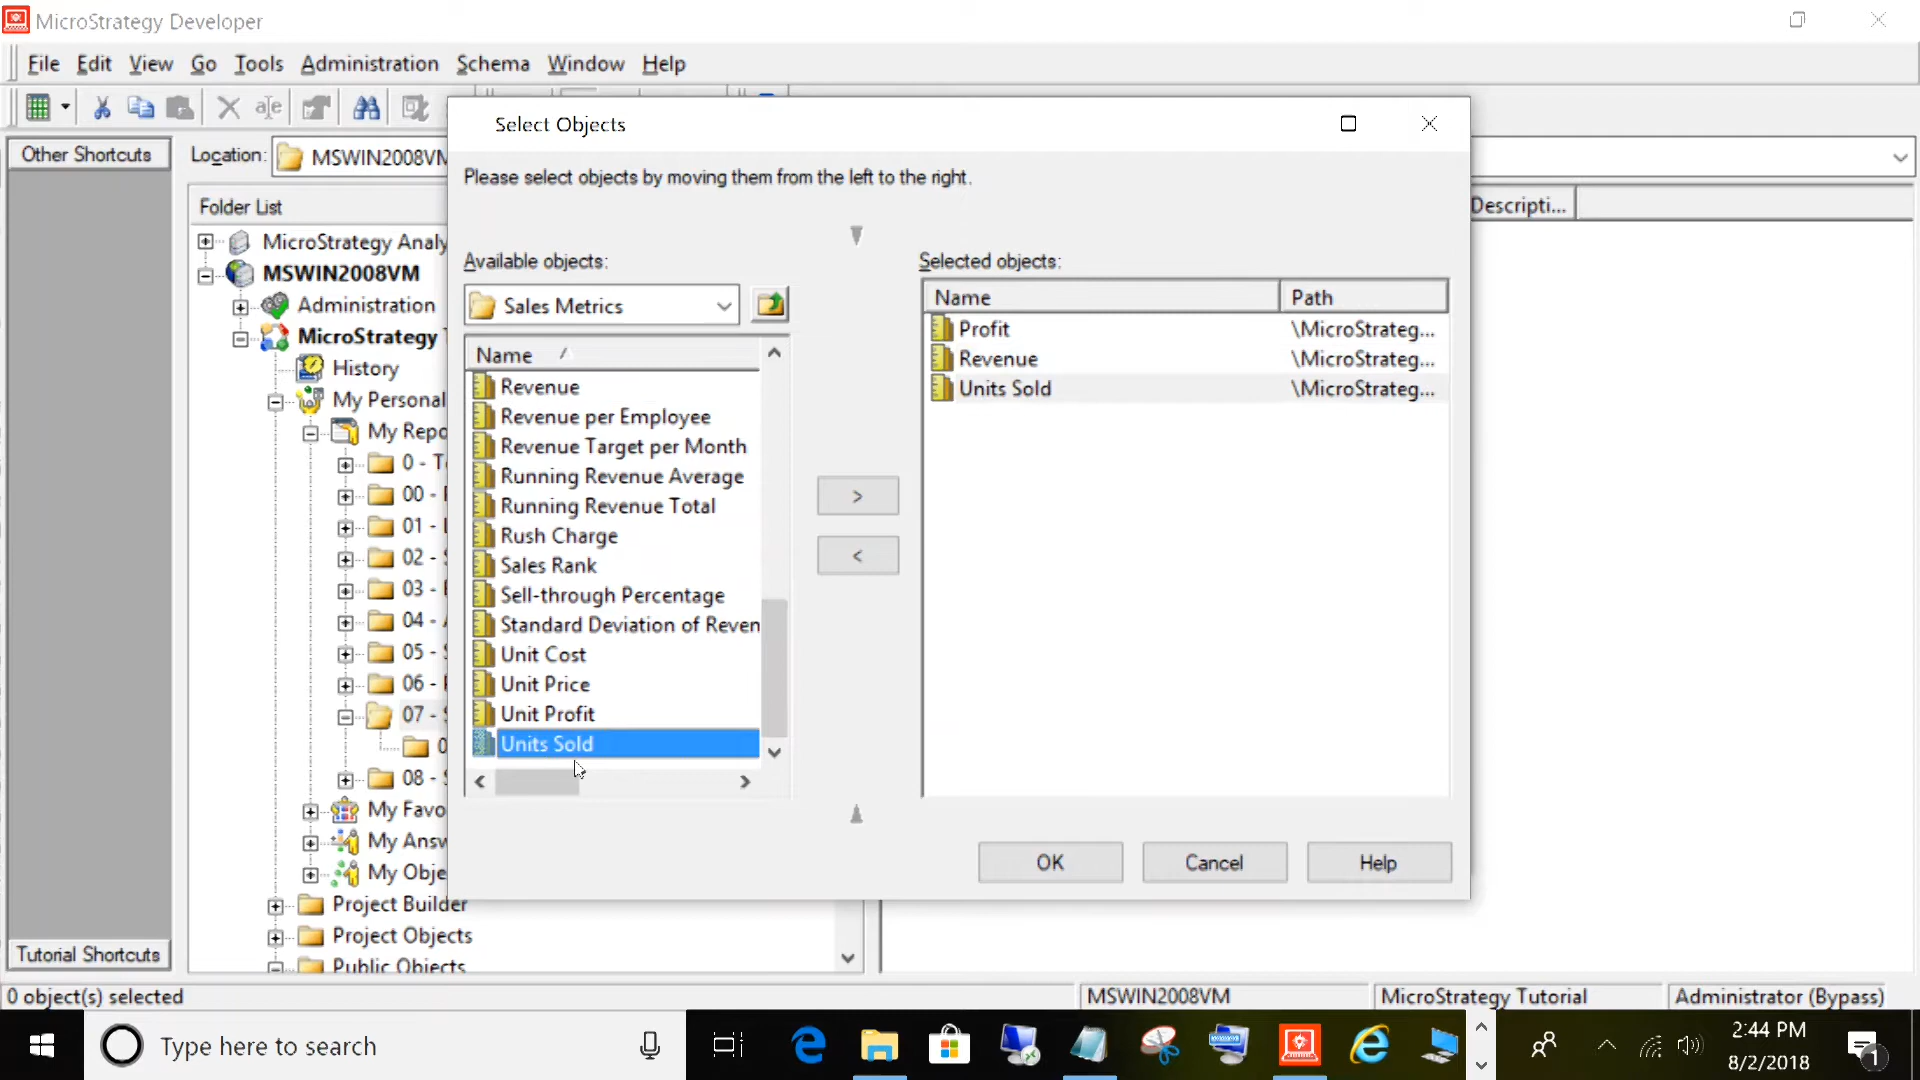 MicroStrategy Developer
File Edit View Go Tools Administration Schema Window Help
Other Shortcuts
Location: MSWIN2008VM
Folder List
MicroStrategy Analy
MSWIN2008VM
Administration
MicroStrategy
History
My Personal
My Repo
0 - T
00 -
01 -
02 -
03 -
04 -
05 -
06 -
07 -
0
08 -
My Favo
My Answ
My Obje
Project Builder
Project Objects
Public Objects
Tutorial Shortcuts
Select Objects
Please select objects by moving them from the left to the right.
Available objects:
Sales Metrics
Name
Revenue
Revenue per Employee
Revenue Target per Month
Running Revenue Average
Running Revenue Total
Rush Charge
Sales Rank
Sell-through Percentage
Standard Deviation of Reven
Unit Cost
Unit Price
Unit Profit
Units Sold
>
<
Selected objects:
Name Path
Profit \MicroStrateg...
Revenue \MicroStrateg...
Units Sold \MicroStrateg...
OK Cancel Help
Descripti...
0 object(s) selected MSWIN2008VM MicroStrategy Tutorial Administrator (Bypass)
Type here to search
2:44 PM
8/2/2018
1